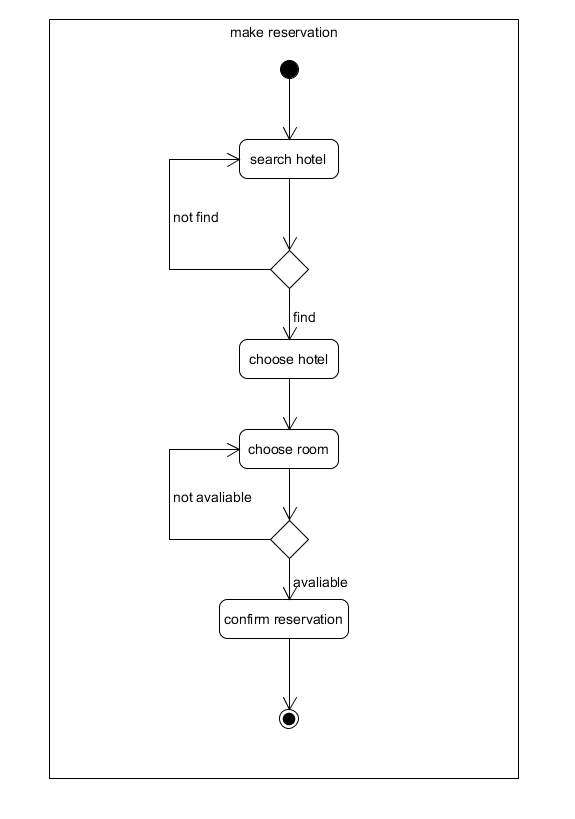 make reservation
search hotel
not find
find
choose hotel
choose room
not avaliable
avaliable
confirm reservation